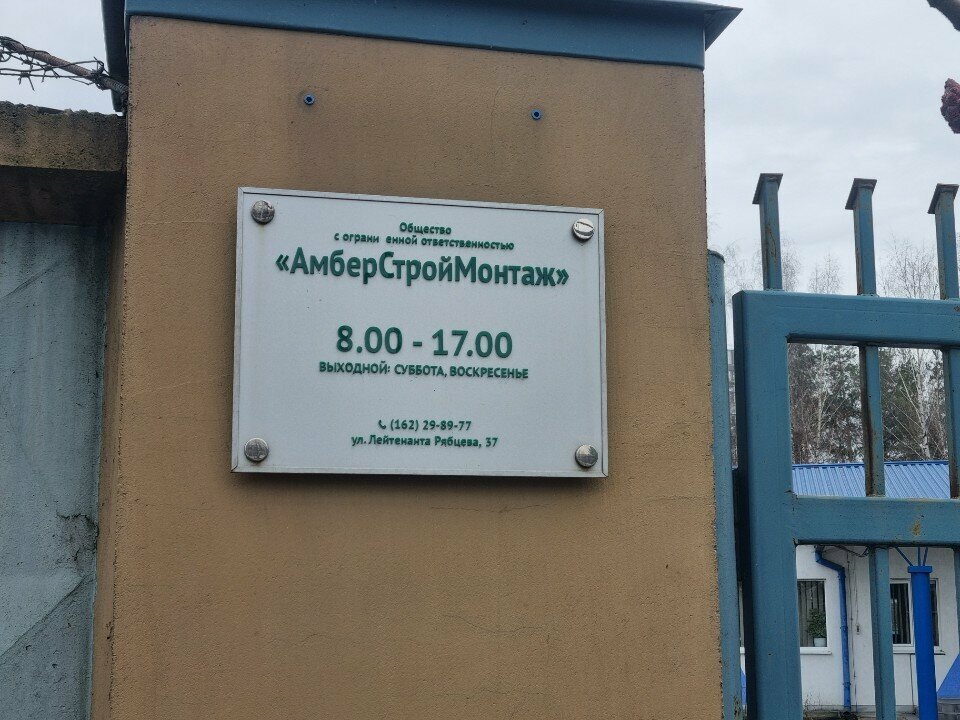 Общество
с ограни енной ответственностью
«АмберСтройМонтаж»
8.00 - 17.00
ВЫХОДНОЙ: СУББОТА, ВОСКРЕСЕНЬЕ
(162) 29-89-77
ул. Лейтенанта Рябцева, 37